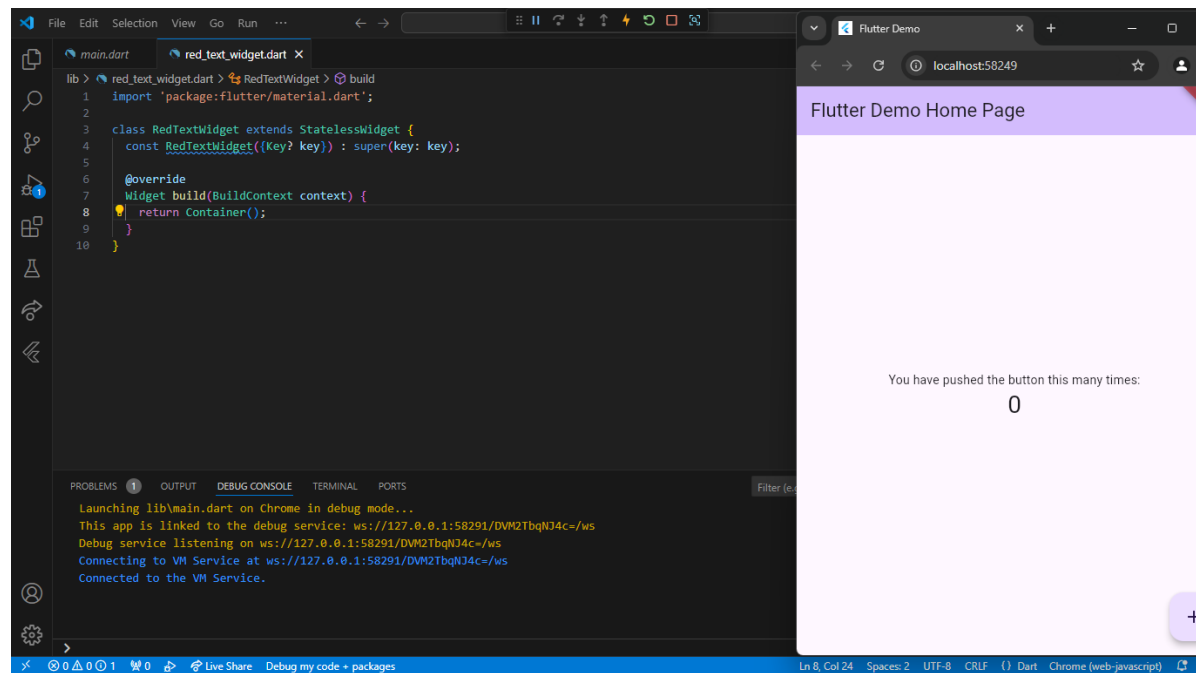 File Edit Selection View Go Run ...
main.dart
red_text_widget.dart
lib > red_text_widget.dart > RedTextWidget > build
1 import 'package:flutter/material.dart';
2
3 class RedTextWidget extends StatelessWidget {
4 const RedTextWidget({Key? key}) : super(key: key);
5
6 @override
7 Widget build(BuildContext context) {
8 return Container();
9 }
10 }
1
PROBLEMS 1 OUTPUT DEBUG CONSOLE TERMINAL PORTS
Filter (e.
Launching lib\main.dart on Chrome in debug mode...
This app is linked to the debug service: ws://127.0.0.1:58291/DVM2TbqNJ4c=/ws
Debug service listening on ws://127.0.0.1:58291/DVM2TbqNJ4c=/ws
Connecting to VM Service at ws://127.0.0.1:58291/DVM2TbqNJ4c=/ws
Connected to the VM Service.
>
0 0 1 0 Live Share Debug my code + packages
Ln 8, Col 24 Spaces: 2 UTF-8 CRLF {} Dart Chrome (web-javascript)
Flutter Demo
localhost:58249
Flutter Demo Home Page
You have pushed the button this many times:
0
+